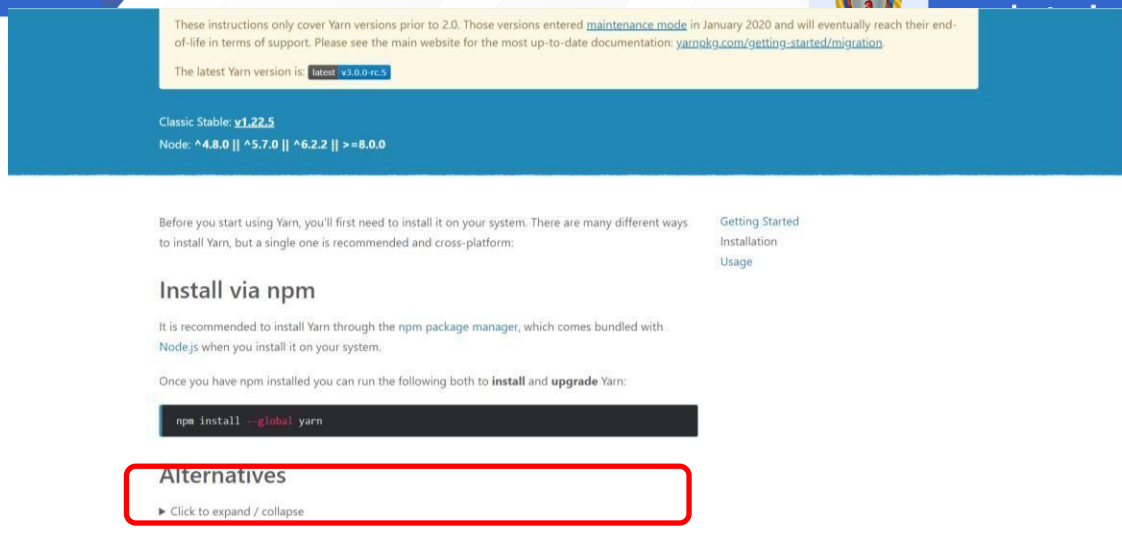 These instructions only cover Yarn versions prior to 2.0. Those versions entered maintenance mode in January 2020 and will eventually reach their end-
of-life in terms of support. Please see the main website for the most up-to-date documentation: yarnpkg.com/getting-started/migration.
The latest Yarn version is: latest v3.0.0-rc.5
Classic Stable: v1.22.5
Node: ^4.8.0 || ^5.7.0 || ^6.2.2 || >=8.0.0
Before you start using Yarn, you'll first need to install it on your system. There are many different ways
to install Yarn, but a single one is recommended and cross-platform:
Getting Started
Installation
Usage
Install via npm
It is recommended to install Yarn through the npm package manager, which comes bundled with
Node.js when you install it on your system.
Once you have npm installed you can run the following both to install and upgrade Yarn:
npm install --global yarn
Alternatives
▶ Click to expand / collapse